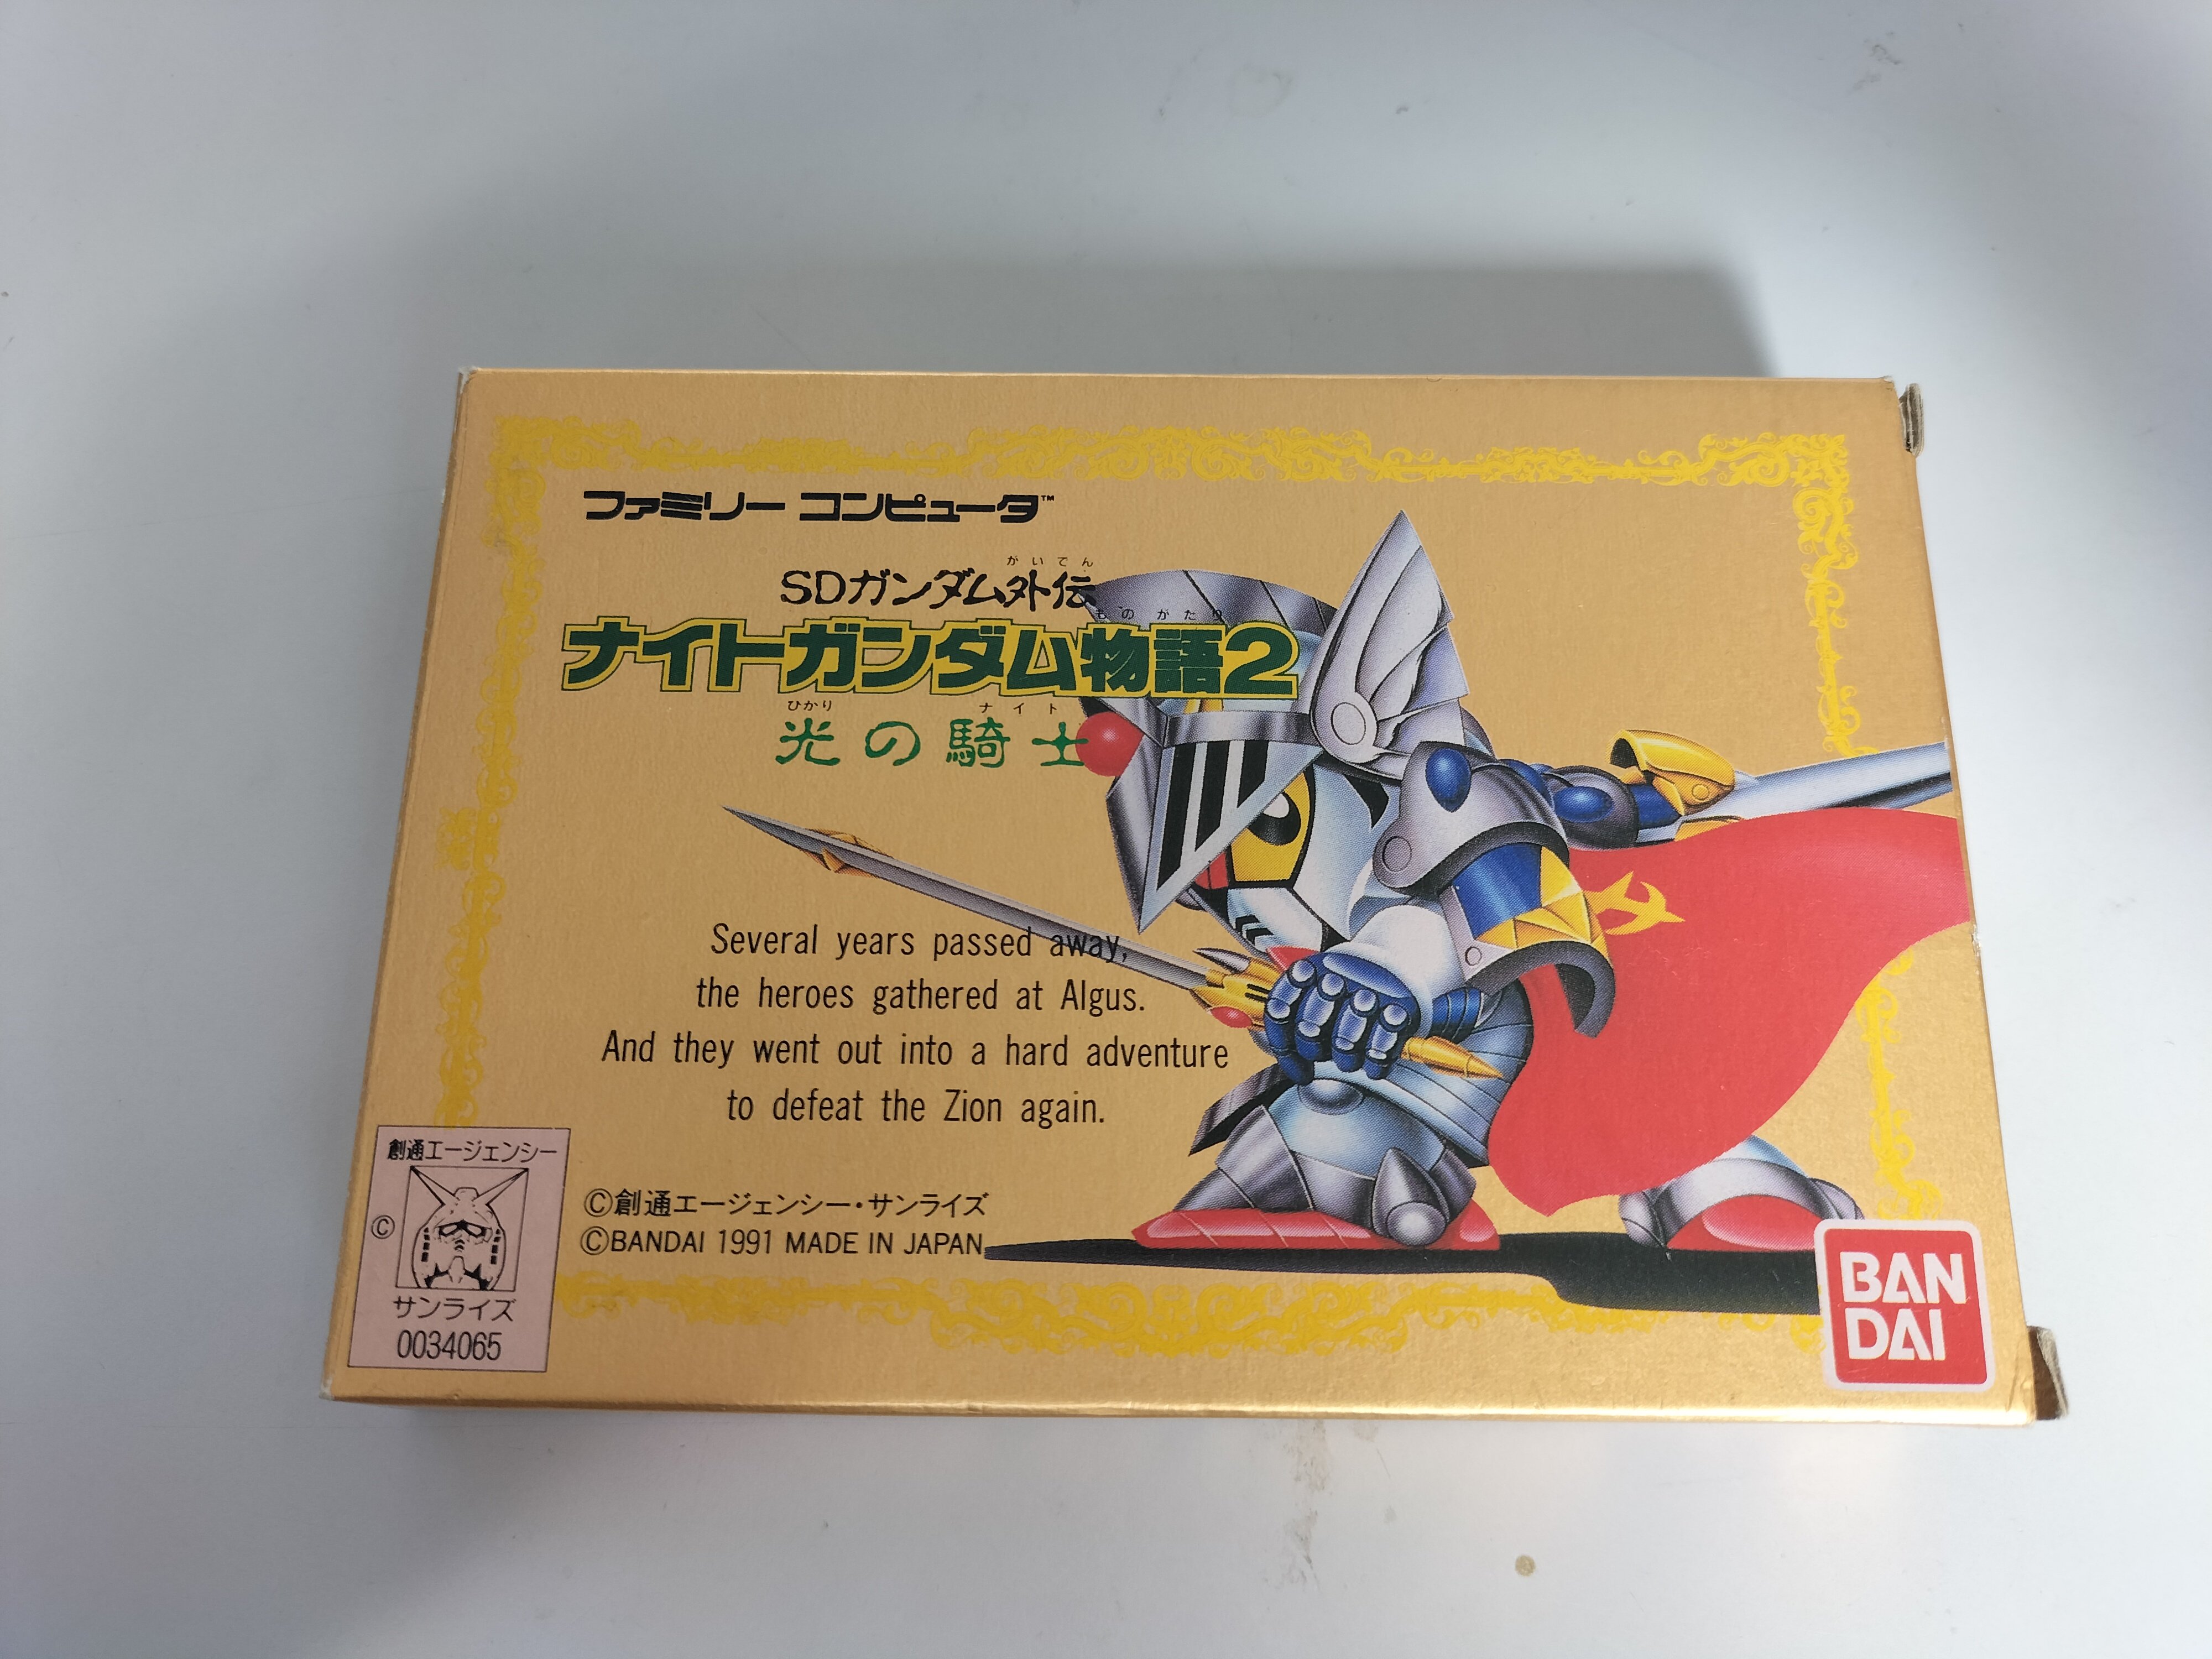 ファミリー コンピュータ™
がいでん
SDガンダム外伝
ものがたり
ナイトガンダム物語2
ひかり ナイト
光の騎士
Several years passed away,
the heroes gathered at Algus.
And they went out into a hard adventure
to defeat the Zion again.
創通エージェンシー
©
サンライズ
0034065
©創通エージェンシー・サンライズ
©BANDAI 1991 MADE IN JAPAN
BAN
DAI